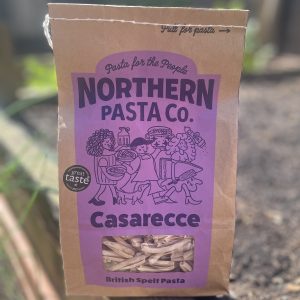 Pull for pasta →
Pasta for the People
NORTHERN
PASTA CO.
great
taste
Casarecce
British Spelt Pasta